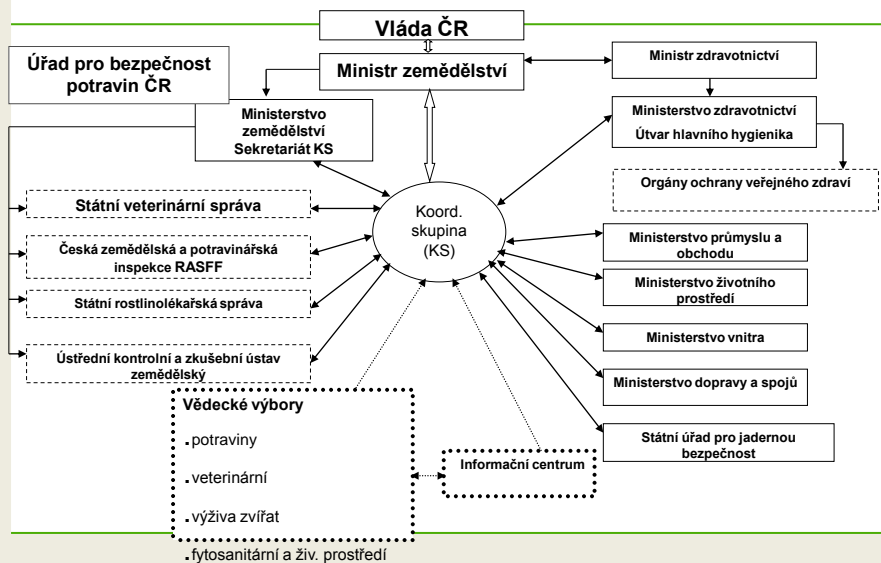 Vláda ČR
Úřad pro bezpečnost
potravin ČR
Ministr zemědělství
Ministr zdravotnictví
Ministerstvo
zemědělství
Sekretariát KS
Ministerstvo zdravotnictví
Útvar hlavního hygienika
Orgány ochrany veřejného zdraví
Státní veterinární správa
Koord.
skupina
(KS)
Česká zemědělská a potravinářská
inspekce RASFF
Ministerstvo průmyslu a
obchodu
Ministerstvo životního
prostředí
Státní rostlinolékařská správa
Ministerstvo vnitra
Ústřední kontrolní a zkušební ústav
zemědělský
Ministerstvo dopravy a spojů
Vědecké výbory
.potraviny
.veterinární
.výživa zvířat
.fytosanitární a živ. prostředí
Informační centrum
Státní úřad pro jadernou
bezpečnost